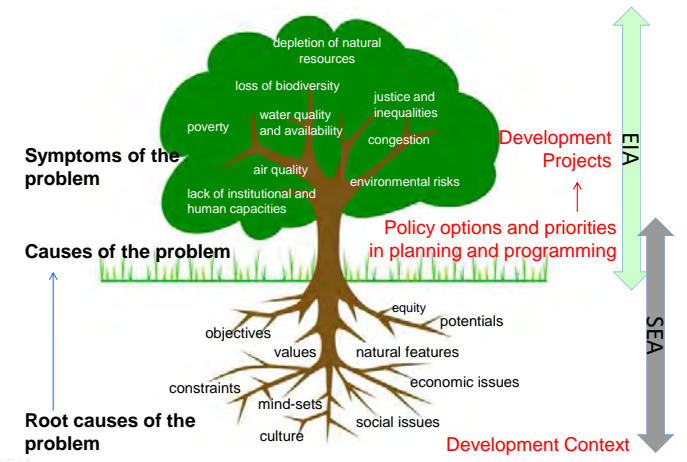 depletion of natural
resources
loss of biodiversity
justice and
inequalities
water quality
and availability
poverty
congestion
Development
Projects
EIA
Symptoms of the
problem
air quality
environmental risks
lack of institutional and
human capacities
Policy options and priorities
in planning and programming
Causes of the problem
equity
potentials
objectives
SEA
values
natural features
constraints
economic issues
mind-sets
social issues
culture
Root causes of the
problem
Development Context